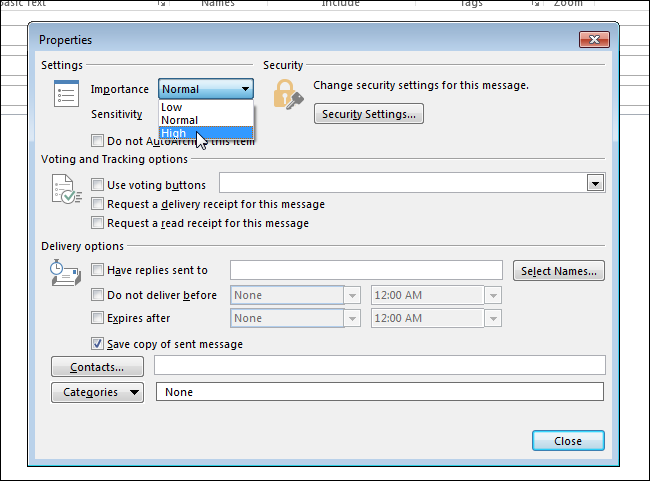 Basic Text Names Include Tags Zoom
Properties
Settings Security
Importance Normal Change security settings for this message.
Low
Sensitivity Normal Security Settings...
High
Do not AutoArchive this item
Voting and Tracking options
Use voting buttons
Request a delivery receipt for this message
Request a read receipt for this message
Delivery options
Have replies sent to Select Names...
Do not deliver before None 12:00 AM
Expires after None 12:00 AM
Save copy of sent message
Contacts...
Categories None
Close